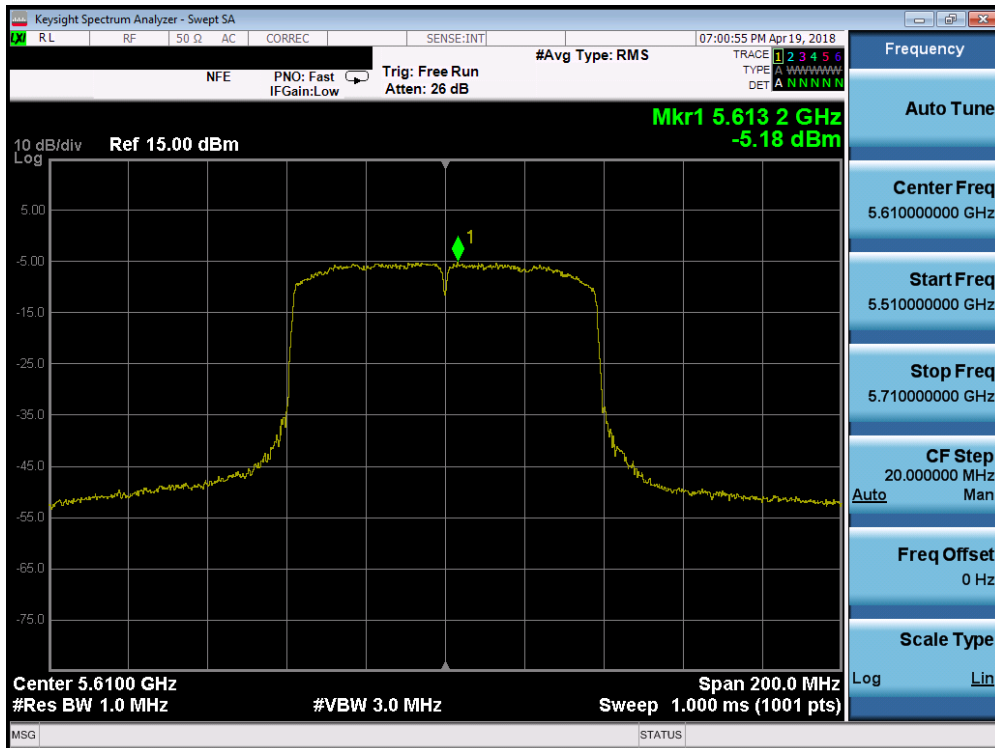 Keysight Spectrum Analyzer - Swept SA
LXI RL RF 50 Ω AC CORREC SENSE:INT 07:00:55 PM Apr 19, 2018
#Avg Type: RMS
TRACE 1 2 3 4 5 6
TYPE A WWWWW
DET A N N N N N
NFE PNO: Fast Trig: Free Run
IFGain:Low Atten: 26 dB
Mkr1 5.613 2 GHz
-5.18 dBm
10 dB/div Ref 15.00 dBm
Log
5.00
-5.00
-15.0
-25.0
-35.0
-45.0
-55.0
-65.0
-75.0
1
Center 5.6100 GHz Span 200.0 MHz
#Res BW 1.0 MHz #VBW 3.0 MHz Sweep 1.000 ms (1001 pts)
MSG STATUS
Frequency
Auto Tune
Center Freq
5.610000000 GHz
Start Freq
5.510000000 GHz
Stop Freq
5.710000000 GHz
CF Step
20.000000 MHz
Auto Man
Freq Offset
0 Hz
Scale Type
Log Lin